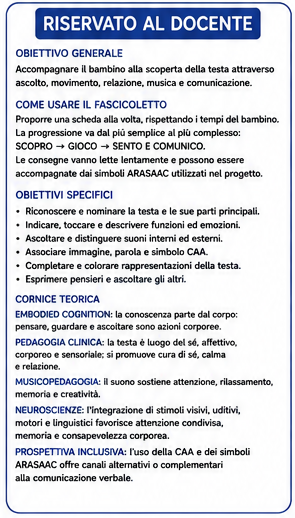 RISERVATO AL DOCENTE
OBIETTIVO GENERALE
Accompagnare il bambino alla scoperta della testa attraverso
ascolto, movimento, relazione, musica e comunicazione.
COME USARE IL FASCICOLETTO
Proporre una scheda alla volta, rispettando i tempi del bambino.
La progressione va dal più semplice al più complesso:
SCOPRO → GIOCO → SENTO E COMUNICO.
Le consegne vanno lette lentamente e possono essere
accompagnate dai simboli ARASAAC utilizzati nel progetto.
OBIETTIVI SPECIFICI
• Riconoscere e nominare la testa e le sue parti principali.
• Indicare, toccare e descrivere funzioni ed emozioni.
• Ascoltare e distinguere suoni interni ed esterni.
• Associare immagine, parola e simbolo CAA.
• Completare e colorare rappresentazioni della testa.
• Esprimere pensieri e ascoltare gli altri.
CORNICE TEORICA
EMBODIED COGNITION: la conoscenza parte dal corpo:
pensare, guardare e ascoltare sono azioni corporee.
PEDAGOGIA CLINICA: la testa è luogo del sé, affettivo,
corporeo e sensoriale; si promuove cura di sé, calma
e relazione.
MUSICOPEDAGOGIA: il suono sostiene attenzione, rilassamento,
memoria e creatività.
NEUROSCIENZE: l'integrazione di stimoli visivi, uditivi,
motori e linguistici favorisce attenzione condivisa,
memoria e consapevolezza corporea.
PROSPETTIVA INCLUSIVA: l'uso della CAA e dei simboli
ARASAAC offre canali alternativi o complementari
alla comunicazione verbale.